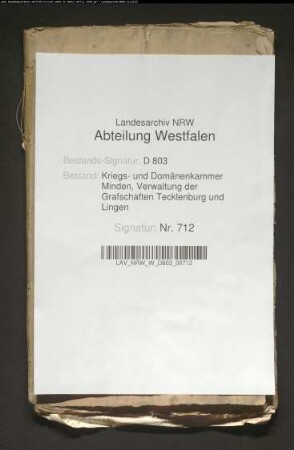 Landesarchiv NRW
Abteilung Westfalen
Bestands-Signatur: D 803
Bestand: Kriegs- und Domänenkammer
Minden, Verwaltung der
Grafschaften Tecklenburg und
Lingen
Signatur: Nr. 712
LAV_NRW_W_D803_00712